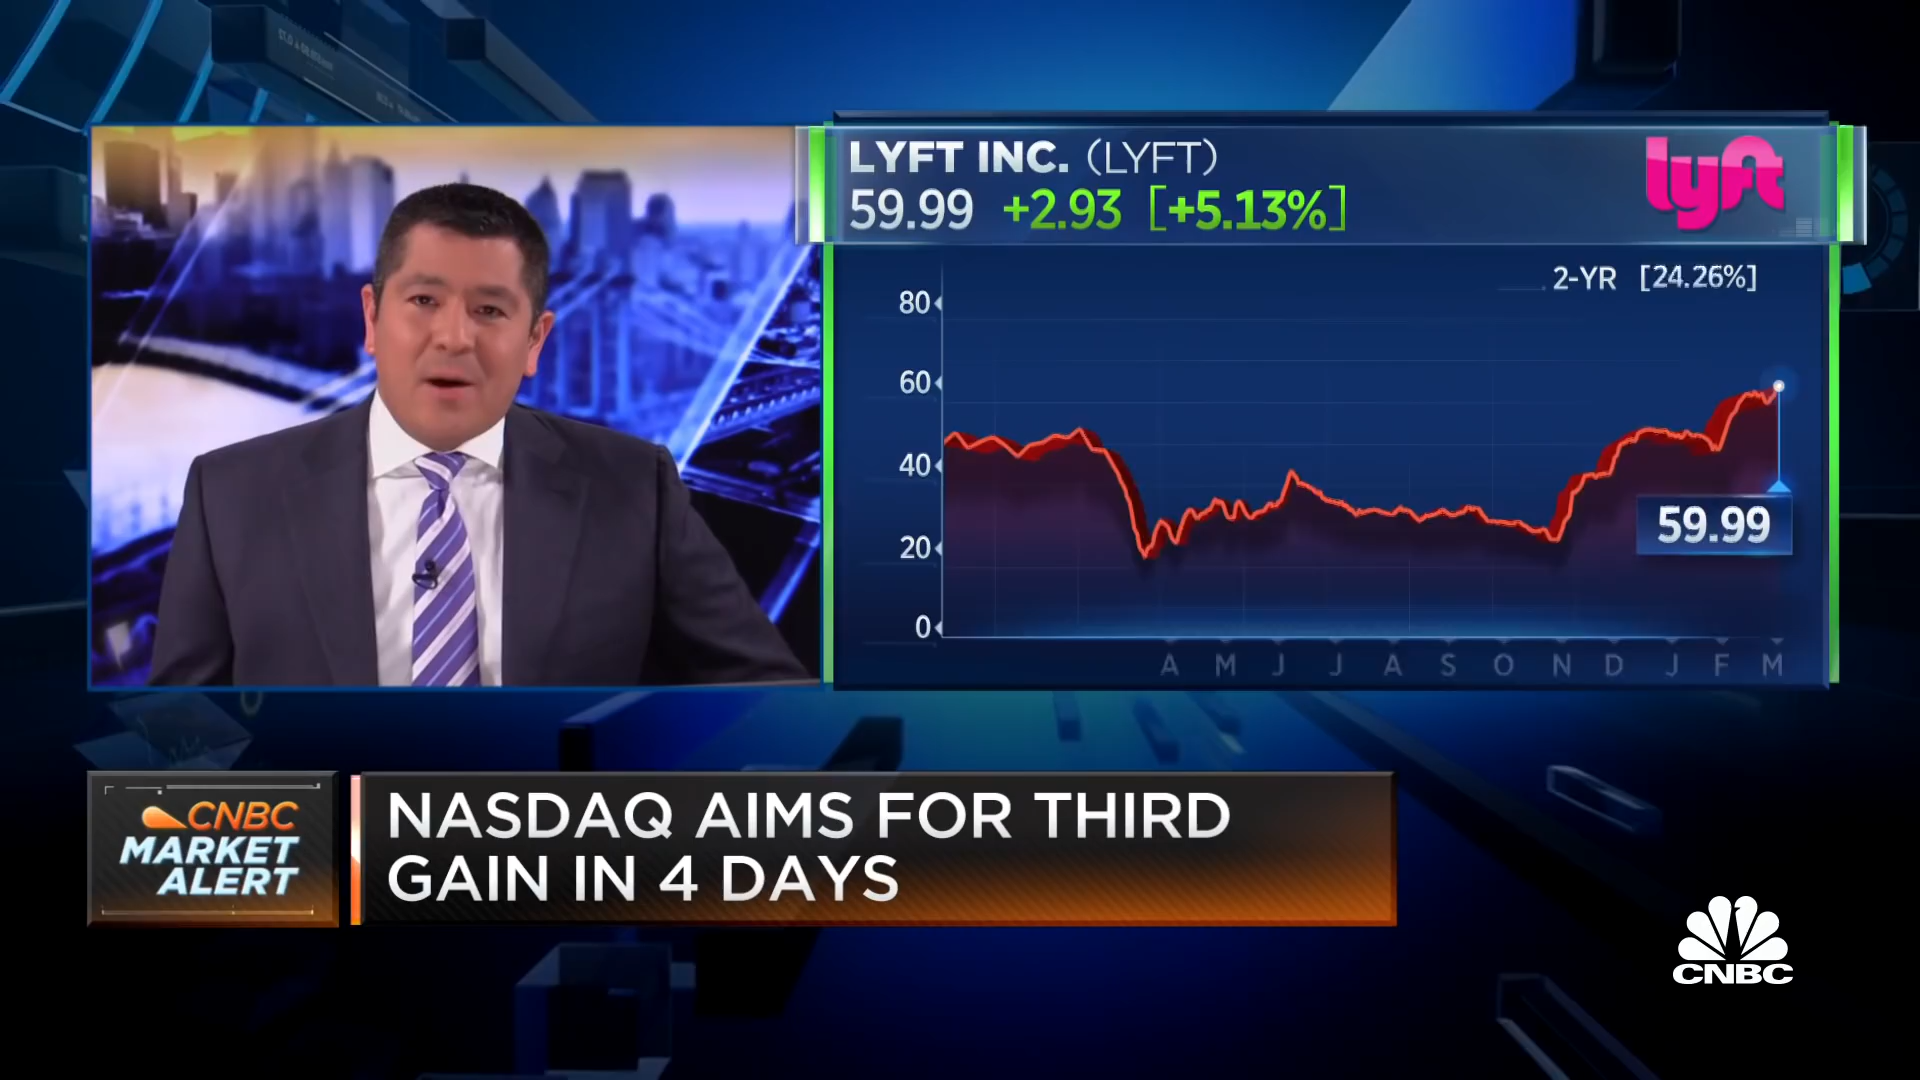 LYFT INC. (LYFT)
59.99 +2.93 [+5.13%]
lyft
2-YR [24.26%]
80
60
40
20
0
59.99
A M J J A S O N D J F M
CNBC
MARKET
ALERT
NASDAQ AIMS FOR THIRD
GAIN IN 4 DAYS
CNBC